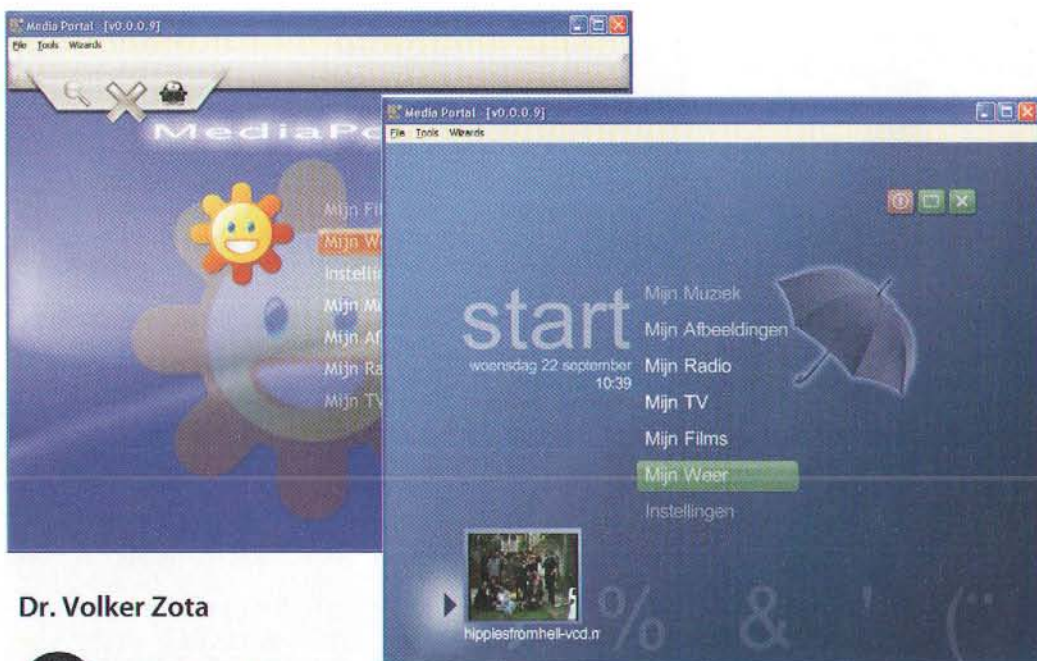 Media Portal - [v0.0.0.9]
File Tools Wizards
MediaPo
Mijn Fil
Mijn We
Instellin
Mijn Mu
Mijn Af
Mijn Ra
Mijn TV
Media Portal - [v0.0.0.9]
File Tools Wizards
start
woensdag 22 september
10:39
Mijn Muziek
Mijn Afbeeldingen
Mijn Radio
Mijn TV
Mijn Films
Mijn Weer
Instellingen
hippiesfromhell-vcd.m
% & ' (¨
Dr. Volker Zota